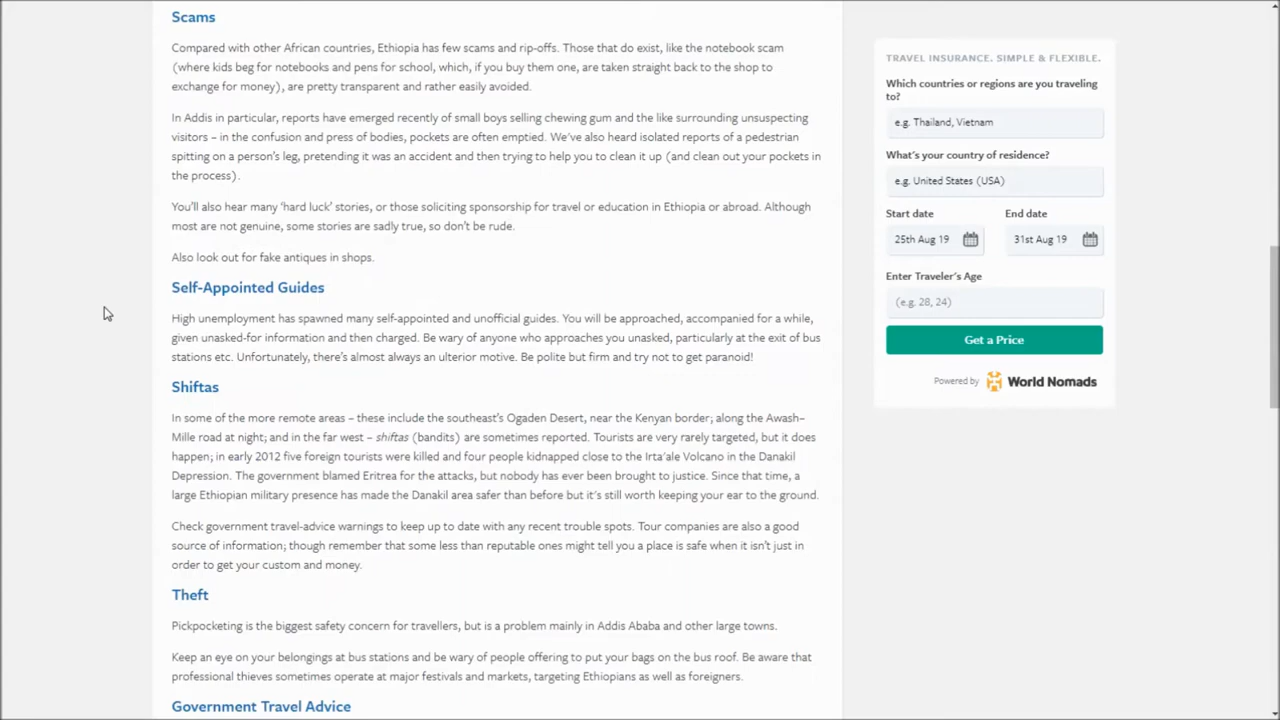 Scams
Compared with other African countries, Ethiopia has few scams and rip-offs. Those that do exist, like the notebook scam
(where kids beg for notebooks and pens for school, which, if you buy them one, are taken straight back to the shop to
exchange for money), are pretty transparent and rather easily avoided.
In Addis in particular, reports have emerged recently of small boys selling chewing gum and the like surrounding unsuspecting
visitors – in the confusion and press of bodies, pockets are often emptied. We've also heard isolated reports of a pedestrian
spitting on a person's leg, pretending it was an accident and then trying to help you to clean it up (and clean out your pockets in
the process).
You'll also hear many 'hard luck' stories, or those soliciting sponsorship for travel or education in Ethiopia or abroad. Although
most are not genuine, some stories are sadly true, so don't be rude.
Also look out for fake antiques in shops.
Self-Appointed Guides
High unemployment has spawned many self-appointed and unofficial guides. You will be approached, accompanied for a while,
given unasked-for information and then charged. Be wary of anyone who approaches you unasked, particularly at the exit of bus
stations etc. Unfortunately, there's almost always an ulterior motive. Be polite but firm and try not to get paranoid!
Shiftas
In some of the more remote areas – these include the southeast's Ogaden Desert, near the Kenyan border; along the Awash–
Mille road at night; and in the far west – shiftas (bandits) are sometimes reported. Tourists are very rarely targeted, but it does
happen; in early 2012 five foreign tourists were killed and four people kidnapped close to the Irta'ale Volcano in the Danakil
Depression. The government blamed Eritrea for the attacks, but nobody has ever been brought to justice. Since that time, a
large Ethiopian military presence has made the Danakil area safer than before but it's still worth keeping your ear to the ground.
Check government travel-advice warnings to keep up to date with any recent trouble spots. Tour companies are also a good
source of information; though remember that some less than reputable ones might tell you a place is safe when it isn't just in
order to get your custom and money.
Theft
Pickpocketing is the biggest safety concern for travellers, but is a problem mainly in Addis Ababa and other large towns.
Keep an eye on your belongings at bus stations and be wary of people offering to put your bags on the bus roof. Be aware that
professional thieves sometimes operate at major festivals and markets, targeting Ethiopians as well as foreigners.
Government Travel Advice
TRAVEL INSURANCE. SIMPLE & FLEXIBLE.
Which countries or regions are you traveling
to?
e.g. Thailand, Vietnam
What's your country of residence?
e.g. United States (USA)
Start date End date
25th Aug 19 31st Aug 19
Enter Traveler's Age
(e.g. 28, 24)
Get a Price
Powered by World Nomads